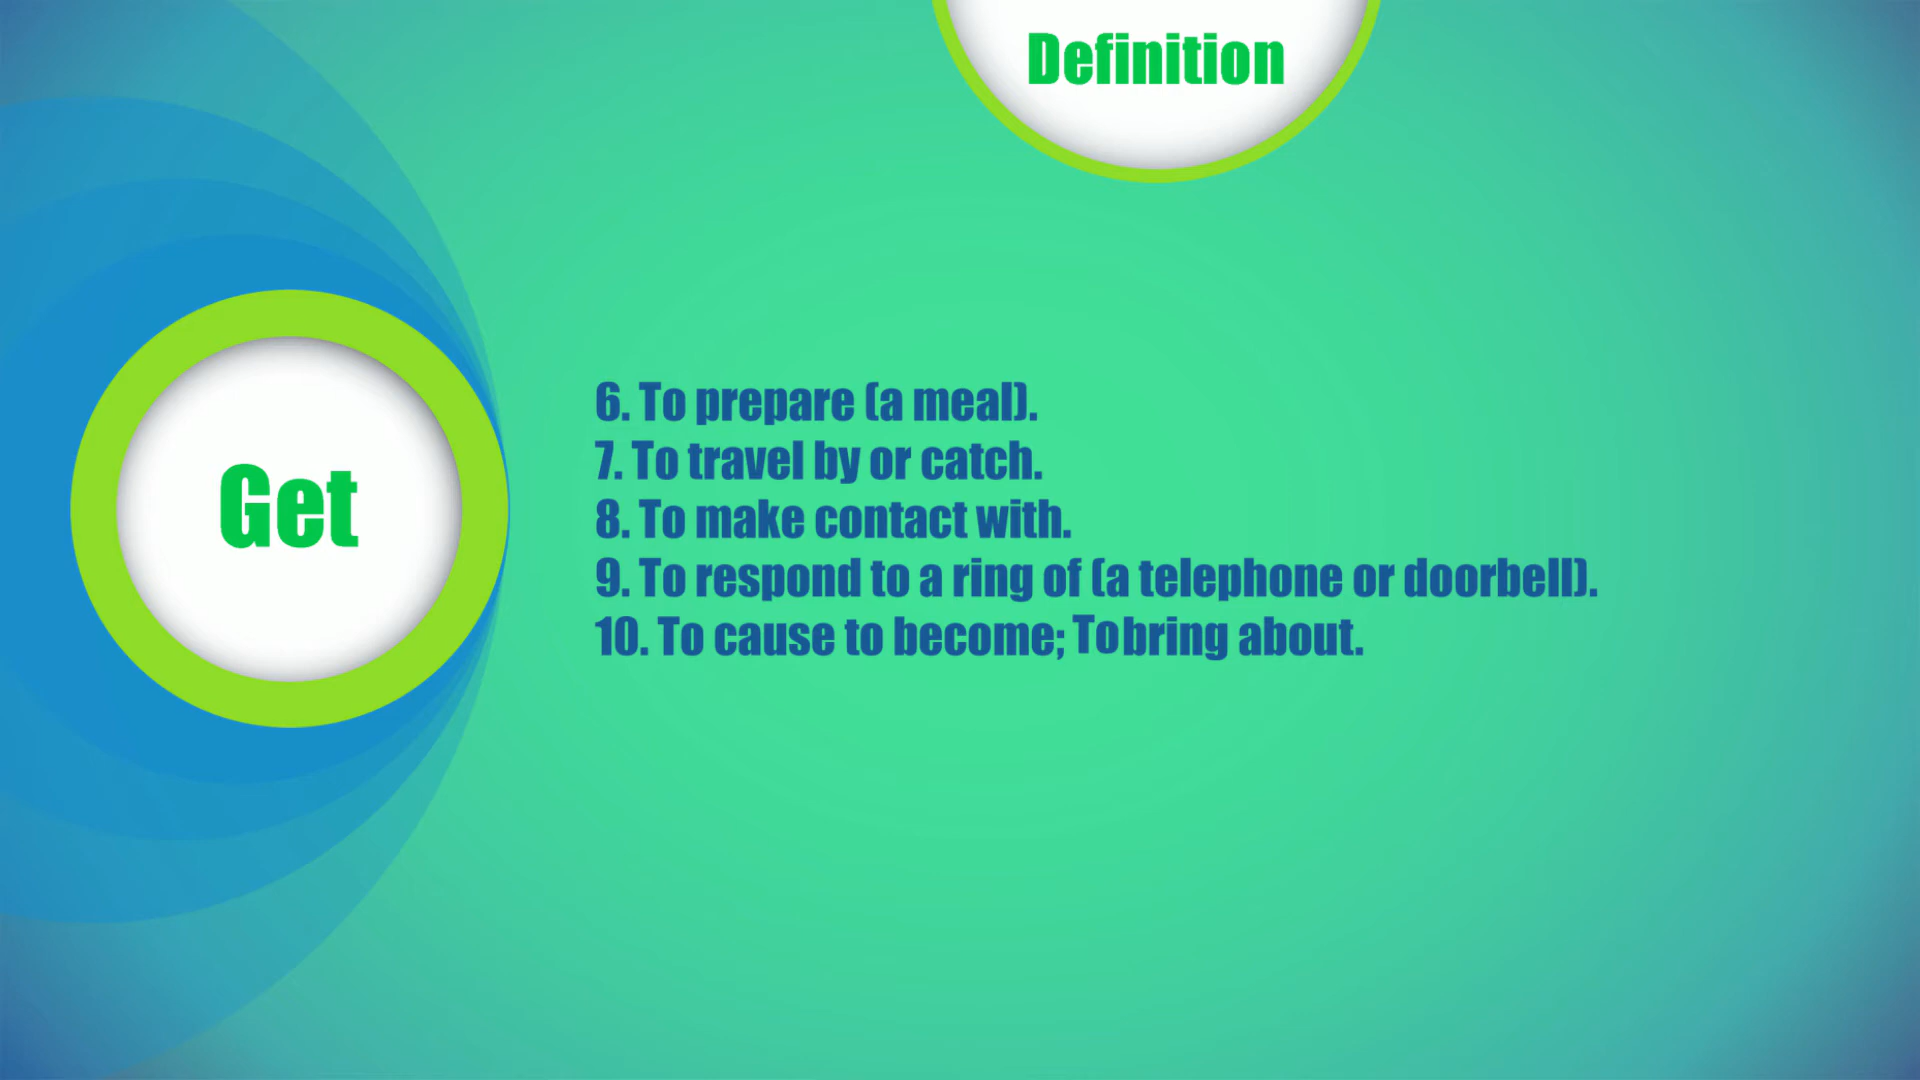 Definition
Get
6. To prepare (a meal).
7. To travel by or catch.
8. To make contact with.
9. To respond to a ring of (a telephone or doorbell).
10. To cause to become; To bring about.